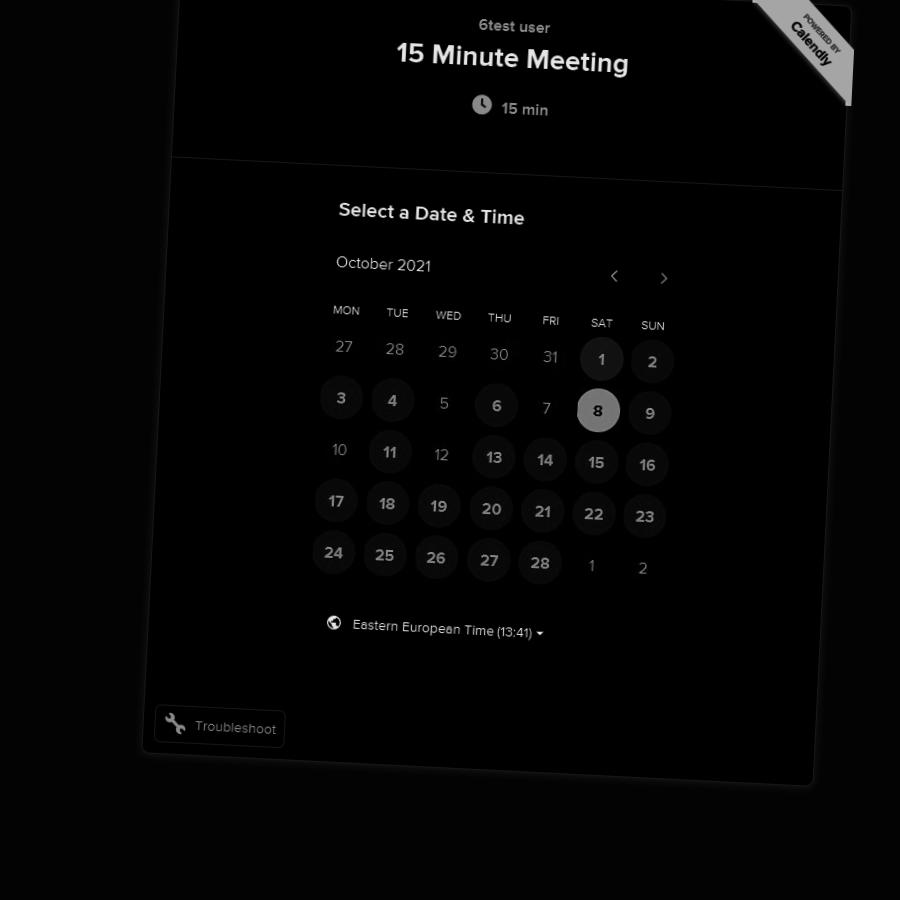 6test user
15 Minute Meeting
15 min
POWERED BY
Calendly
Select a Date & Time
October 2021
MON TUE WED THU FRI SAT SUN
27 28 29 30 31 1 2
3 4 5 6 7 8 9
10 11 12 13 14 15 16
17 18 19 20 21 22 23
24 25 26 27 28 1 2
Eastern European Time (13:41)
Troubleshoot